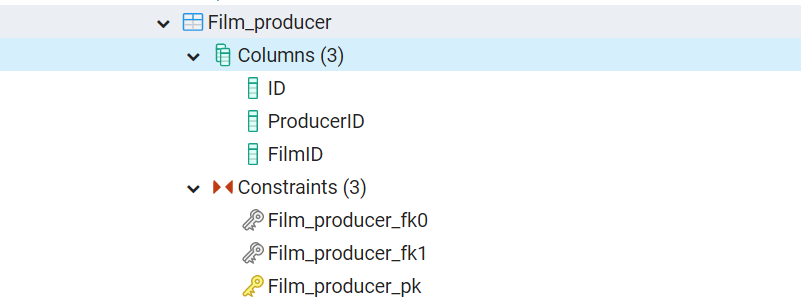 Film_producer
Columns (3)
ID
ProducerID
FilmID
Constraints (3)
Film_producer_fk0
Film_producer_fk1
Film_producer_pk